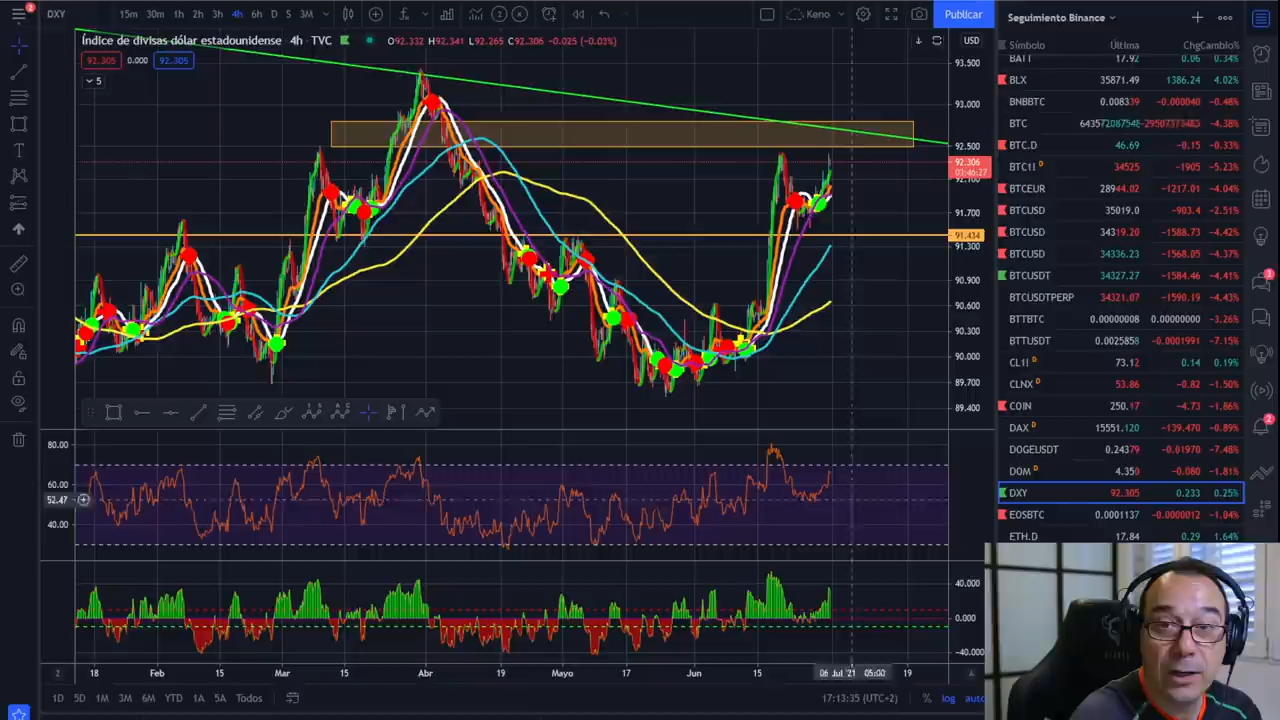 2 DXY 15m 30m 1h 2h 3h 4h 6h D S 3M 2 Keno Publicar
Índice de divisas dólar estadounidense 4h TVC O92.332 H92.341 L92.265 C92.306 -0.025 (-0.03%) USD
92.305 0.000 92.305
5
93.500
93.000
92.500
92.306
03:46:27
92.100
91.700
91.434
91.300
90.900
90.600
90.300
90.000
89.700
89.400
80.00
60.00
52.47
40.00
40.000
0.000
-40.000
18 Feb 15 Mar 15 Abr 19 Mayo 17 Jun 15 06 Jul '21 05:00 19
1D 5D 1M 3M 6M YTD 1A 5A Todos 17:13:35 (UTC+2) % log auto
Seguimiento Binance
Símbolo Última Chg Cambio%
BATT 17.92 0.06 0.34%
BLX 35871.49 1386.24 4.02%
BNBBTC 0.008339 -0.000040 -0.48%
BTC -4.38%
BTC.D 46.69 -0.15 -0.33%
BTC1! D 34525 -1905 -5.23%
BTCEUR 28944.02 -1217.01 -4.04%
BTCUSD 35019.0 -903.4 -2.51%
BTCUSD 34319.20 -1588.73 -4.42%
BTCUSD 34336.23 -1568.05 -4.37%
BTCUSDT 34327.27 -1584.46 -4.41%
BTCUSDTPERP 34321.07 -1590.19 -4.43%
BTTBTC 0.00000008 0.00000000 -3.26%
BTTUSDT 0.0025858 -0.0001991 -7.15%
CL1! D 73.12 0.14 0.19%
CLNX D 53.86 -0.82 -1.50%
COIN 250.17 -4.73 -1.86%
DAX D 15551.120 -139.470 -0.89%
DOGEUSDT 0.24379 -0.01970 -7.48%
DOM D 4.350 -0.080 -1.81%
DXY 92.305 0.233 0.25%
EOSBTC 0.0001137 -0.0000012 -1.04%
ETH.D 17.84 0.29 1.64%
1
2